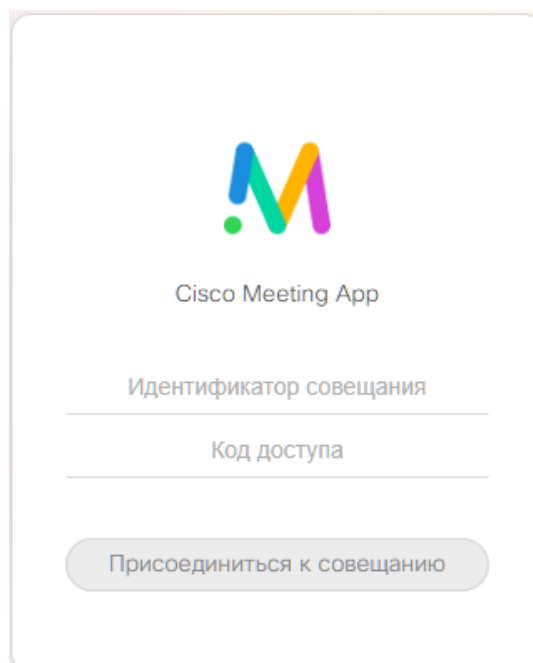 Cisco Meeting App
Идентификатор совещания
Код доступа
Присоединиться к совещанию